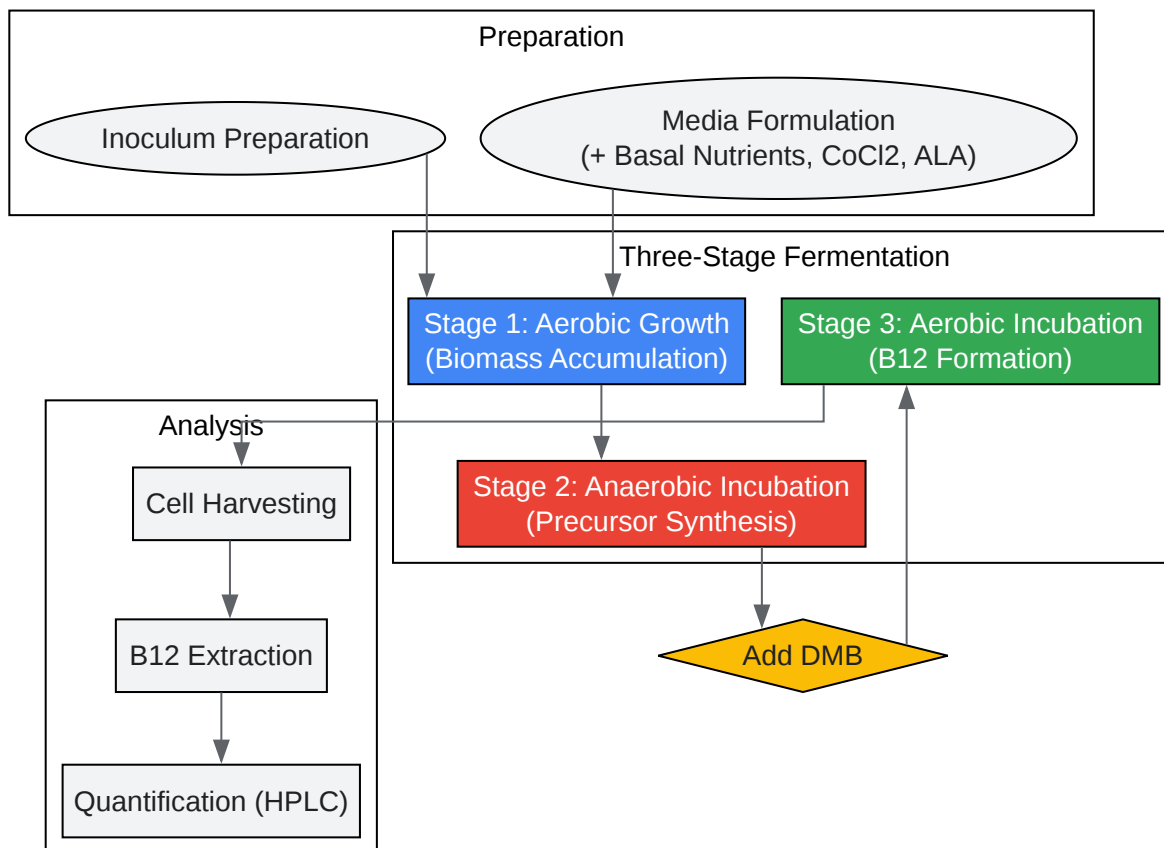 Preparation
Inoculum Preparation
Media Formulation
(+ Basal Nutrients, CoCl2, ALA)
Three-Stage Fermentation
Stage 1: Aerobic Growth
(Biomass Accumulation)
Stage 3: Aerobic Incubation
(B12 Formation)
Analysis
Cell Harvesting
Stage 2: Anaerobic Incubation
(Precursor Synthesis)
B12 Extraction
Add DMB
Quantification (HPLC)